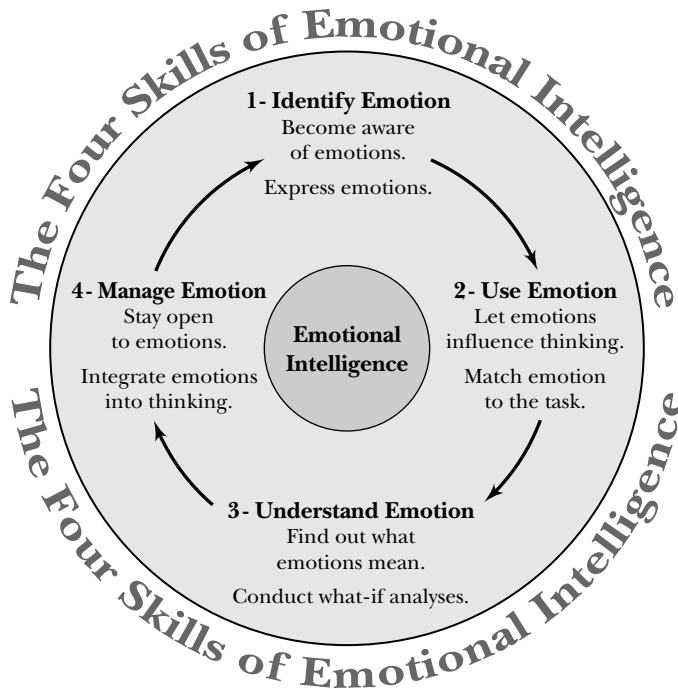 The Four Skills of Emotional Intelligence
1- Identify Emotion
Become aware
of emotions.
Express emotions.
2- Use Emotion
Let emotions
influence thinking.
Match emotion
to the task.
3- Understand Emotion
Find out what
emotions mean.
Conduct what-if analyses.
4- Manage Emotion
Stay open
to emotions.
Integrate emotions
into thinking.
Emotional
Intelligence
The Four Skills of Emotional Intelligence